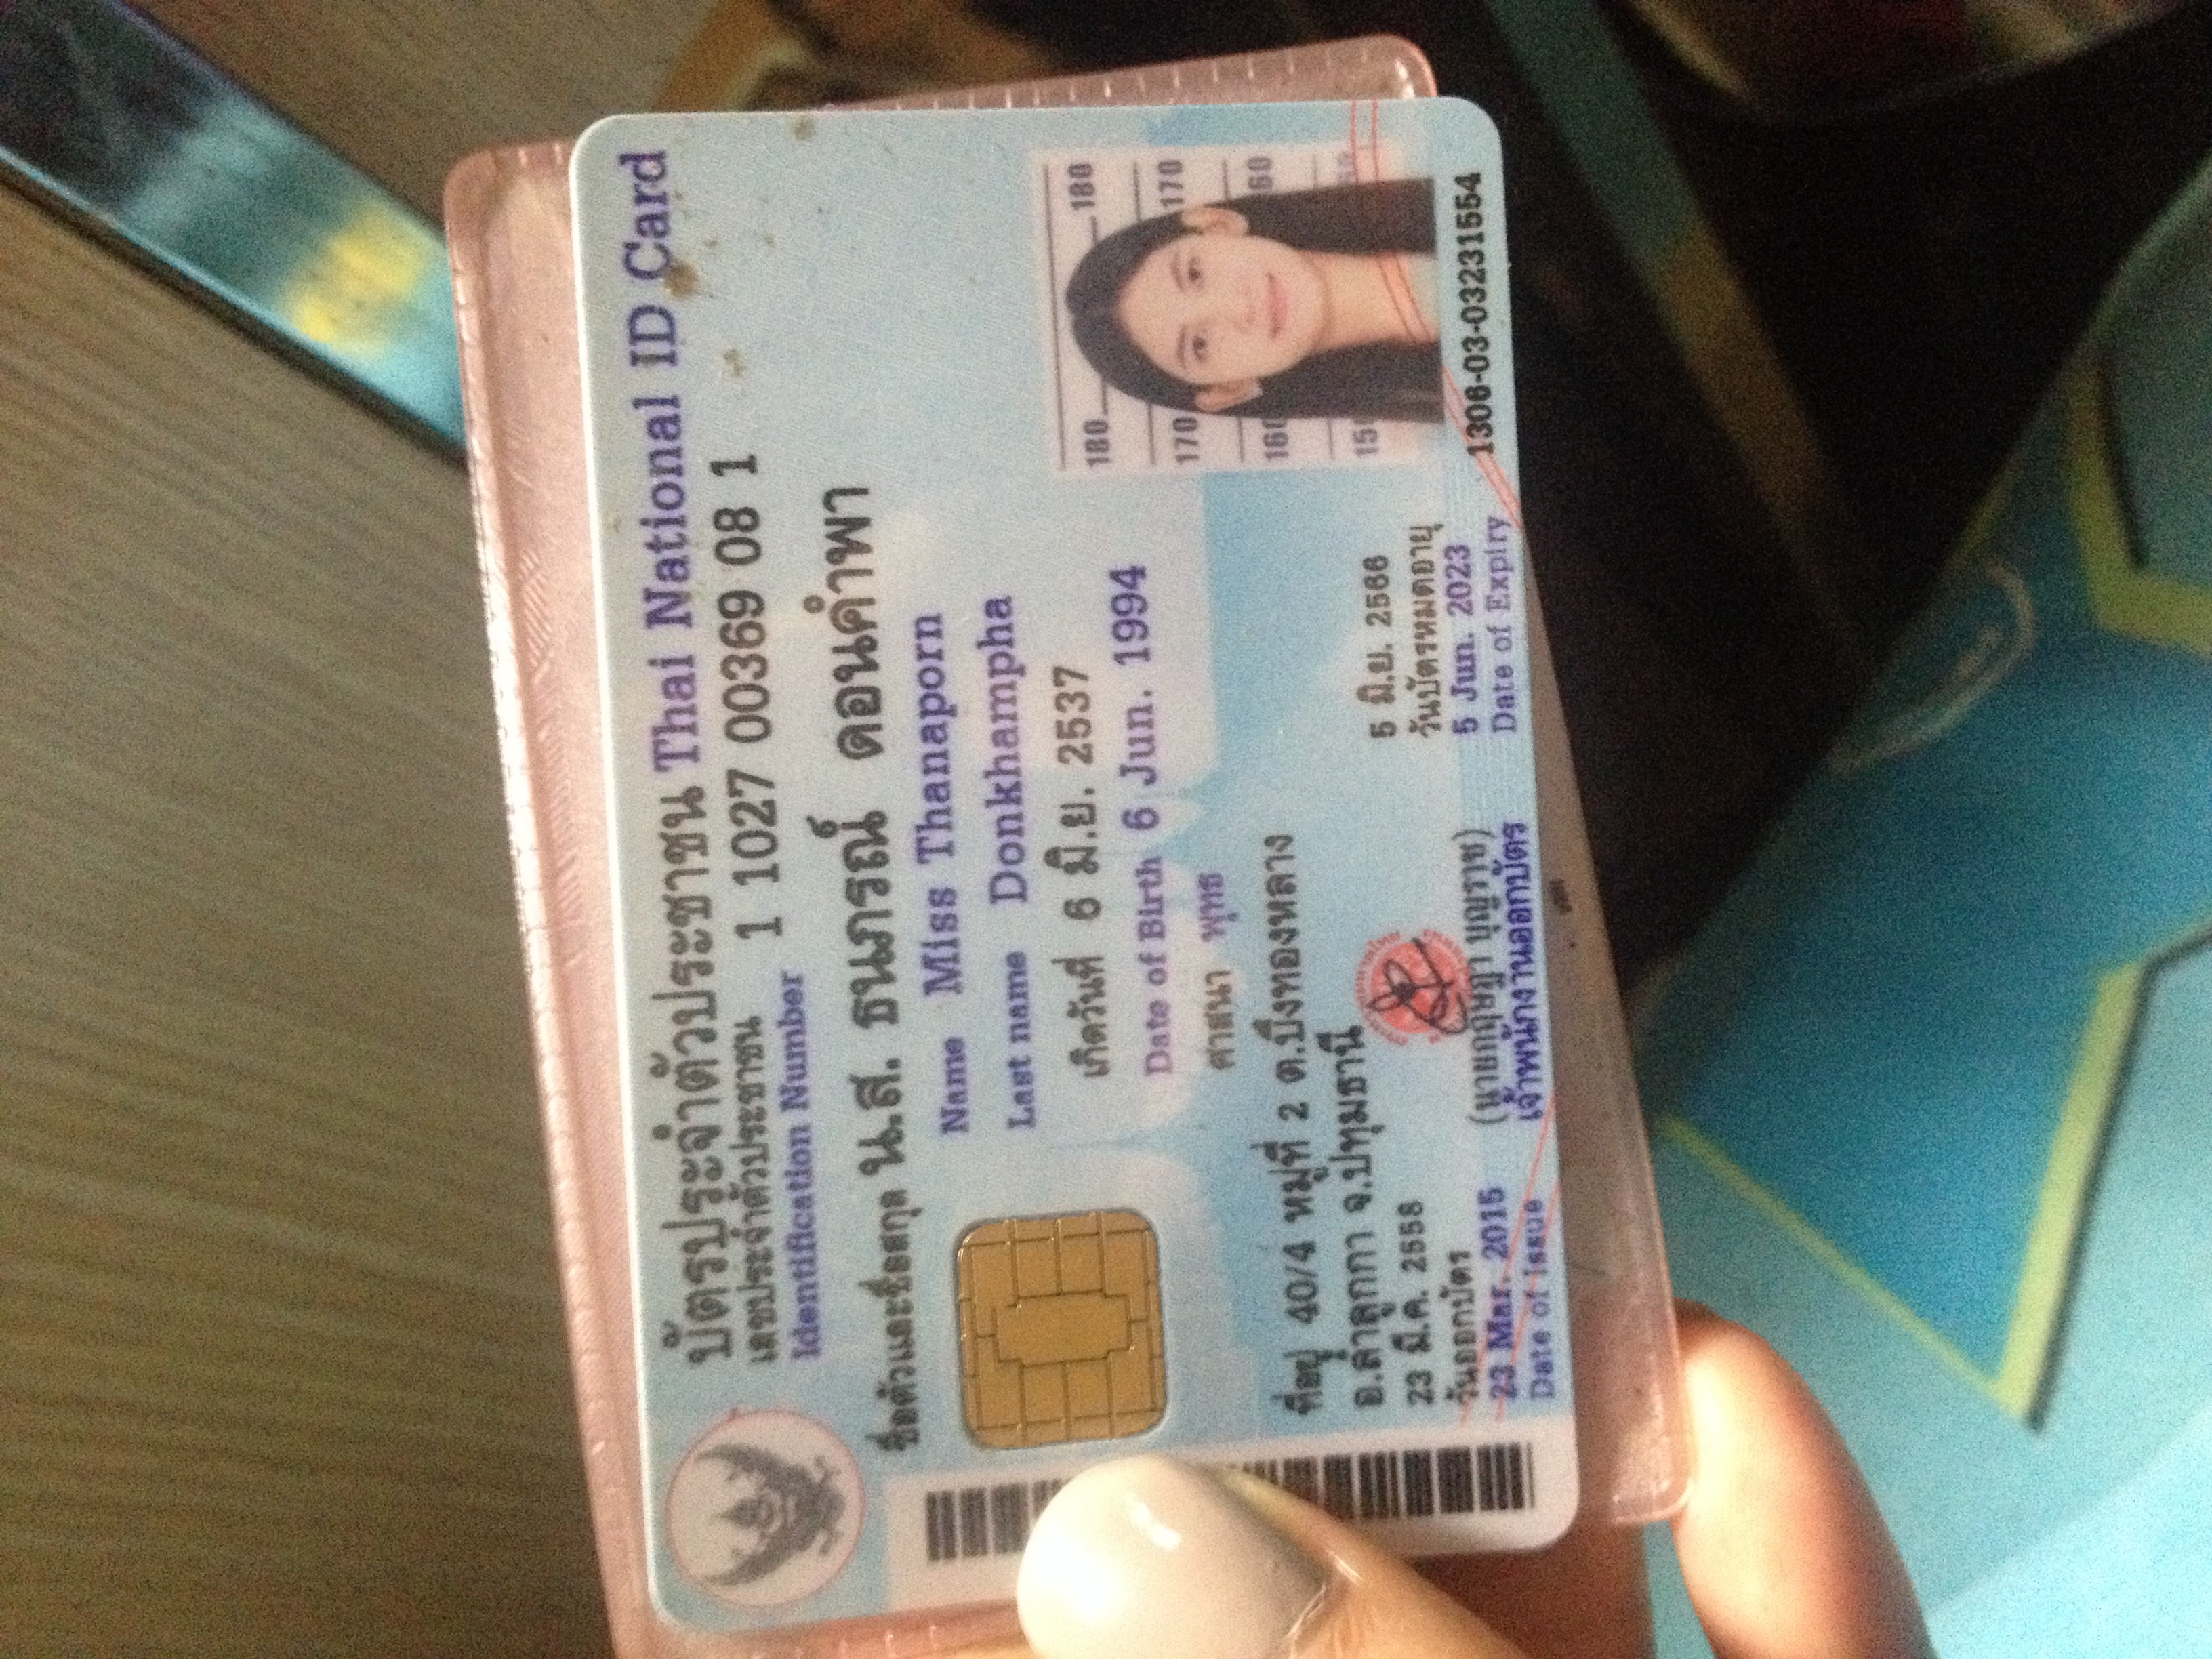 บัตรประจำตัวประชาชน Thai National ID Card
เลขประจำตัวประชาชน 1 1027 00369 08 1
Identification Number
ชื่อตัวและชื่อสกุล น.ส. ธนภรณ์ ดอนคำพา
Name Miss Thanaporn
Last name Donkhampha
เกิดวันที่ 6 มิ.ย. 2537
Date of Birth 6 Jun. 1994
ศาสนา พุทธ
ที่อยู่ 40/4 หมู่ที่ 2 ต.บึงทองหลาง
อ.ลำลูกกา จ.ปทุมธานี
23 มี.ค. 2558
วันออกบัตร
23 Mar. 2015
Date of Issue
(นายกฤษฎา บุญราช)
เจ้าพนักงานออกบัตร
5 มิ.ย. 2566
วันบัตรหมดอายุ
5 Jun. 2023
Date of Expiry
180 180
170 170
160 60
15
1306-03-03231554